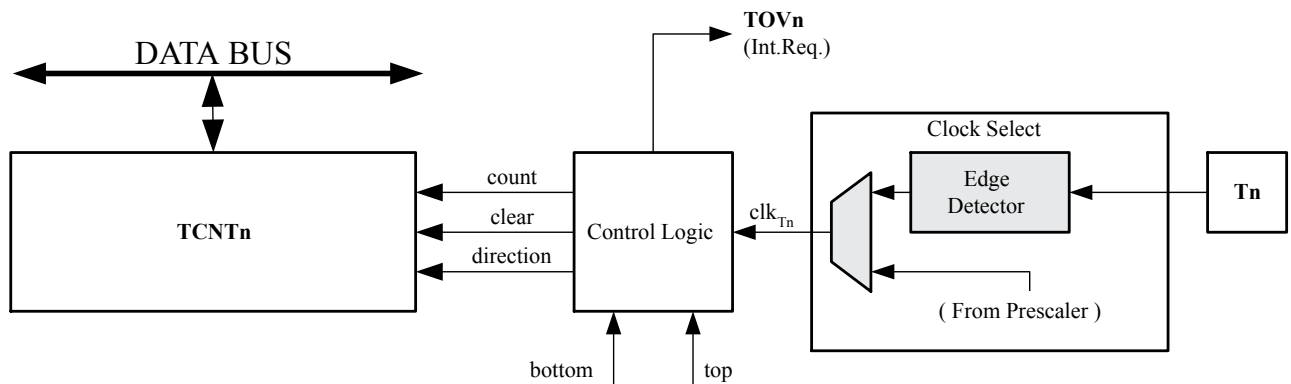 TOVn
(Int.Req.)
DATA BUS
Clock Select
count
Edge
Detector
Tn
TCNTn
clear
Control Logic
clkTn
direction
( From Prescaler )
bottom
top